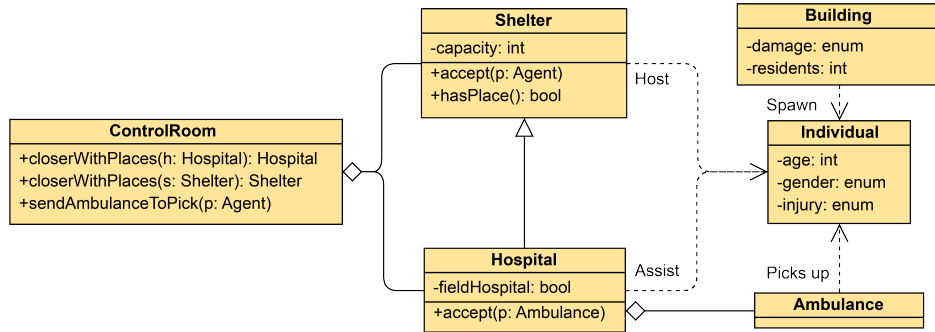 Shelter
-capacity: int
+accept(p: Agent)
+hasPlace(): bool
Host
Building
-damage: enum
-residents: int
Spawn
ControlRoom
+closerWithPlaces(h: Hospital): Hospital
+closerWithPlaces(s: Shelter): Shelter
+sendAmbulanceToPick(p: Agent)
Individual
-age: int
-gender: enum
-injury: enum
Hospital
-fieldHospital: bool
+accept(p: Ambulance)
Assist
Picks up
Ambulance